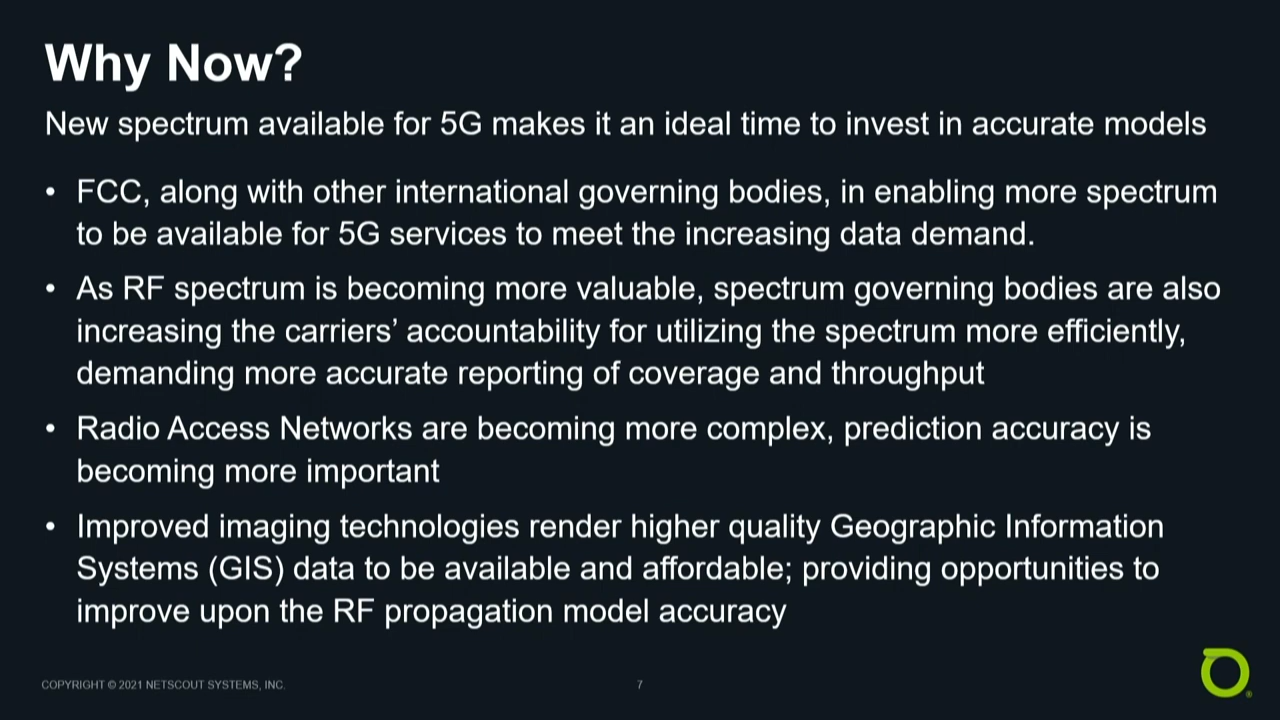 Why Now?
New spectrum available for 5G makes it an ideal time to invest in accurate models
• FCC, along with other international governing bodies, in enabling more spectrum
to be available for 5G services to meet the increasing data demand.
• As RF spectrum is becoming more valuable, spectrum governing bodies are also
increasing the carriers’ accountability for utilizing the spectrum more efficiently,
demanding more accurate reporting of coverage and throughput
• Radio Access Networks are becoming more complex, prediction accuracy is
becoming more important
• Improved imaging technologies render higher quality Geographic Information
Systems (GIS) data to be available and affordable; providing opportunities to
improve upon the RF propagation model accuracy
COPYRIGHT © 2021 NETSCOUT SYSTEMS, INC.
7
®